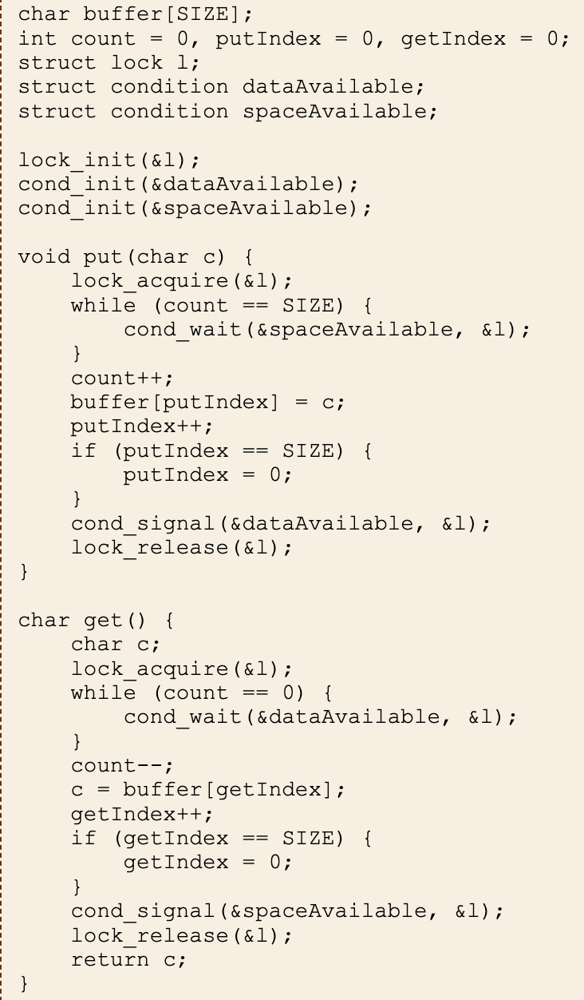 char buffer[SIZE];
int count = 0, putIndex = 0, getIndex = 0;
struct lock l;
struct condition dataAvailable;
struct condition spaceAvailable;

lock_init(&l);
cond_init(&dataAvailable);
cond_init(&spaceAvailable);

void put(char c) {
    lock_acquire(&l);
    while (count == SIZE) {
        cond_wait(&spaceAvailable, &l);
    }
    count++;
    buffer[putIndex] = c;
    putIndex++;
    if (putIndex == SIZE) {
        putIndex = 0;
    }
    cond_signal(&dataAvailable, &l);
    lock_release(&l);
}

char get() {
    char c;
    lock_acquire(&l);
    while (count == 0) {
        cond_wait(&dataAvailable, &l);
    }
    count--;
    c = buffer[getIndex];
    getIndex++;
    if (getIndex == SIZE) {
        getIndex = 0;
    }
    cond_signal(&spaceAvailable, &l);
    lock_release(&l);
    return c;
}